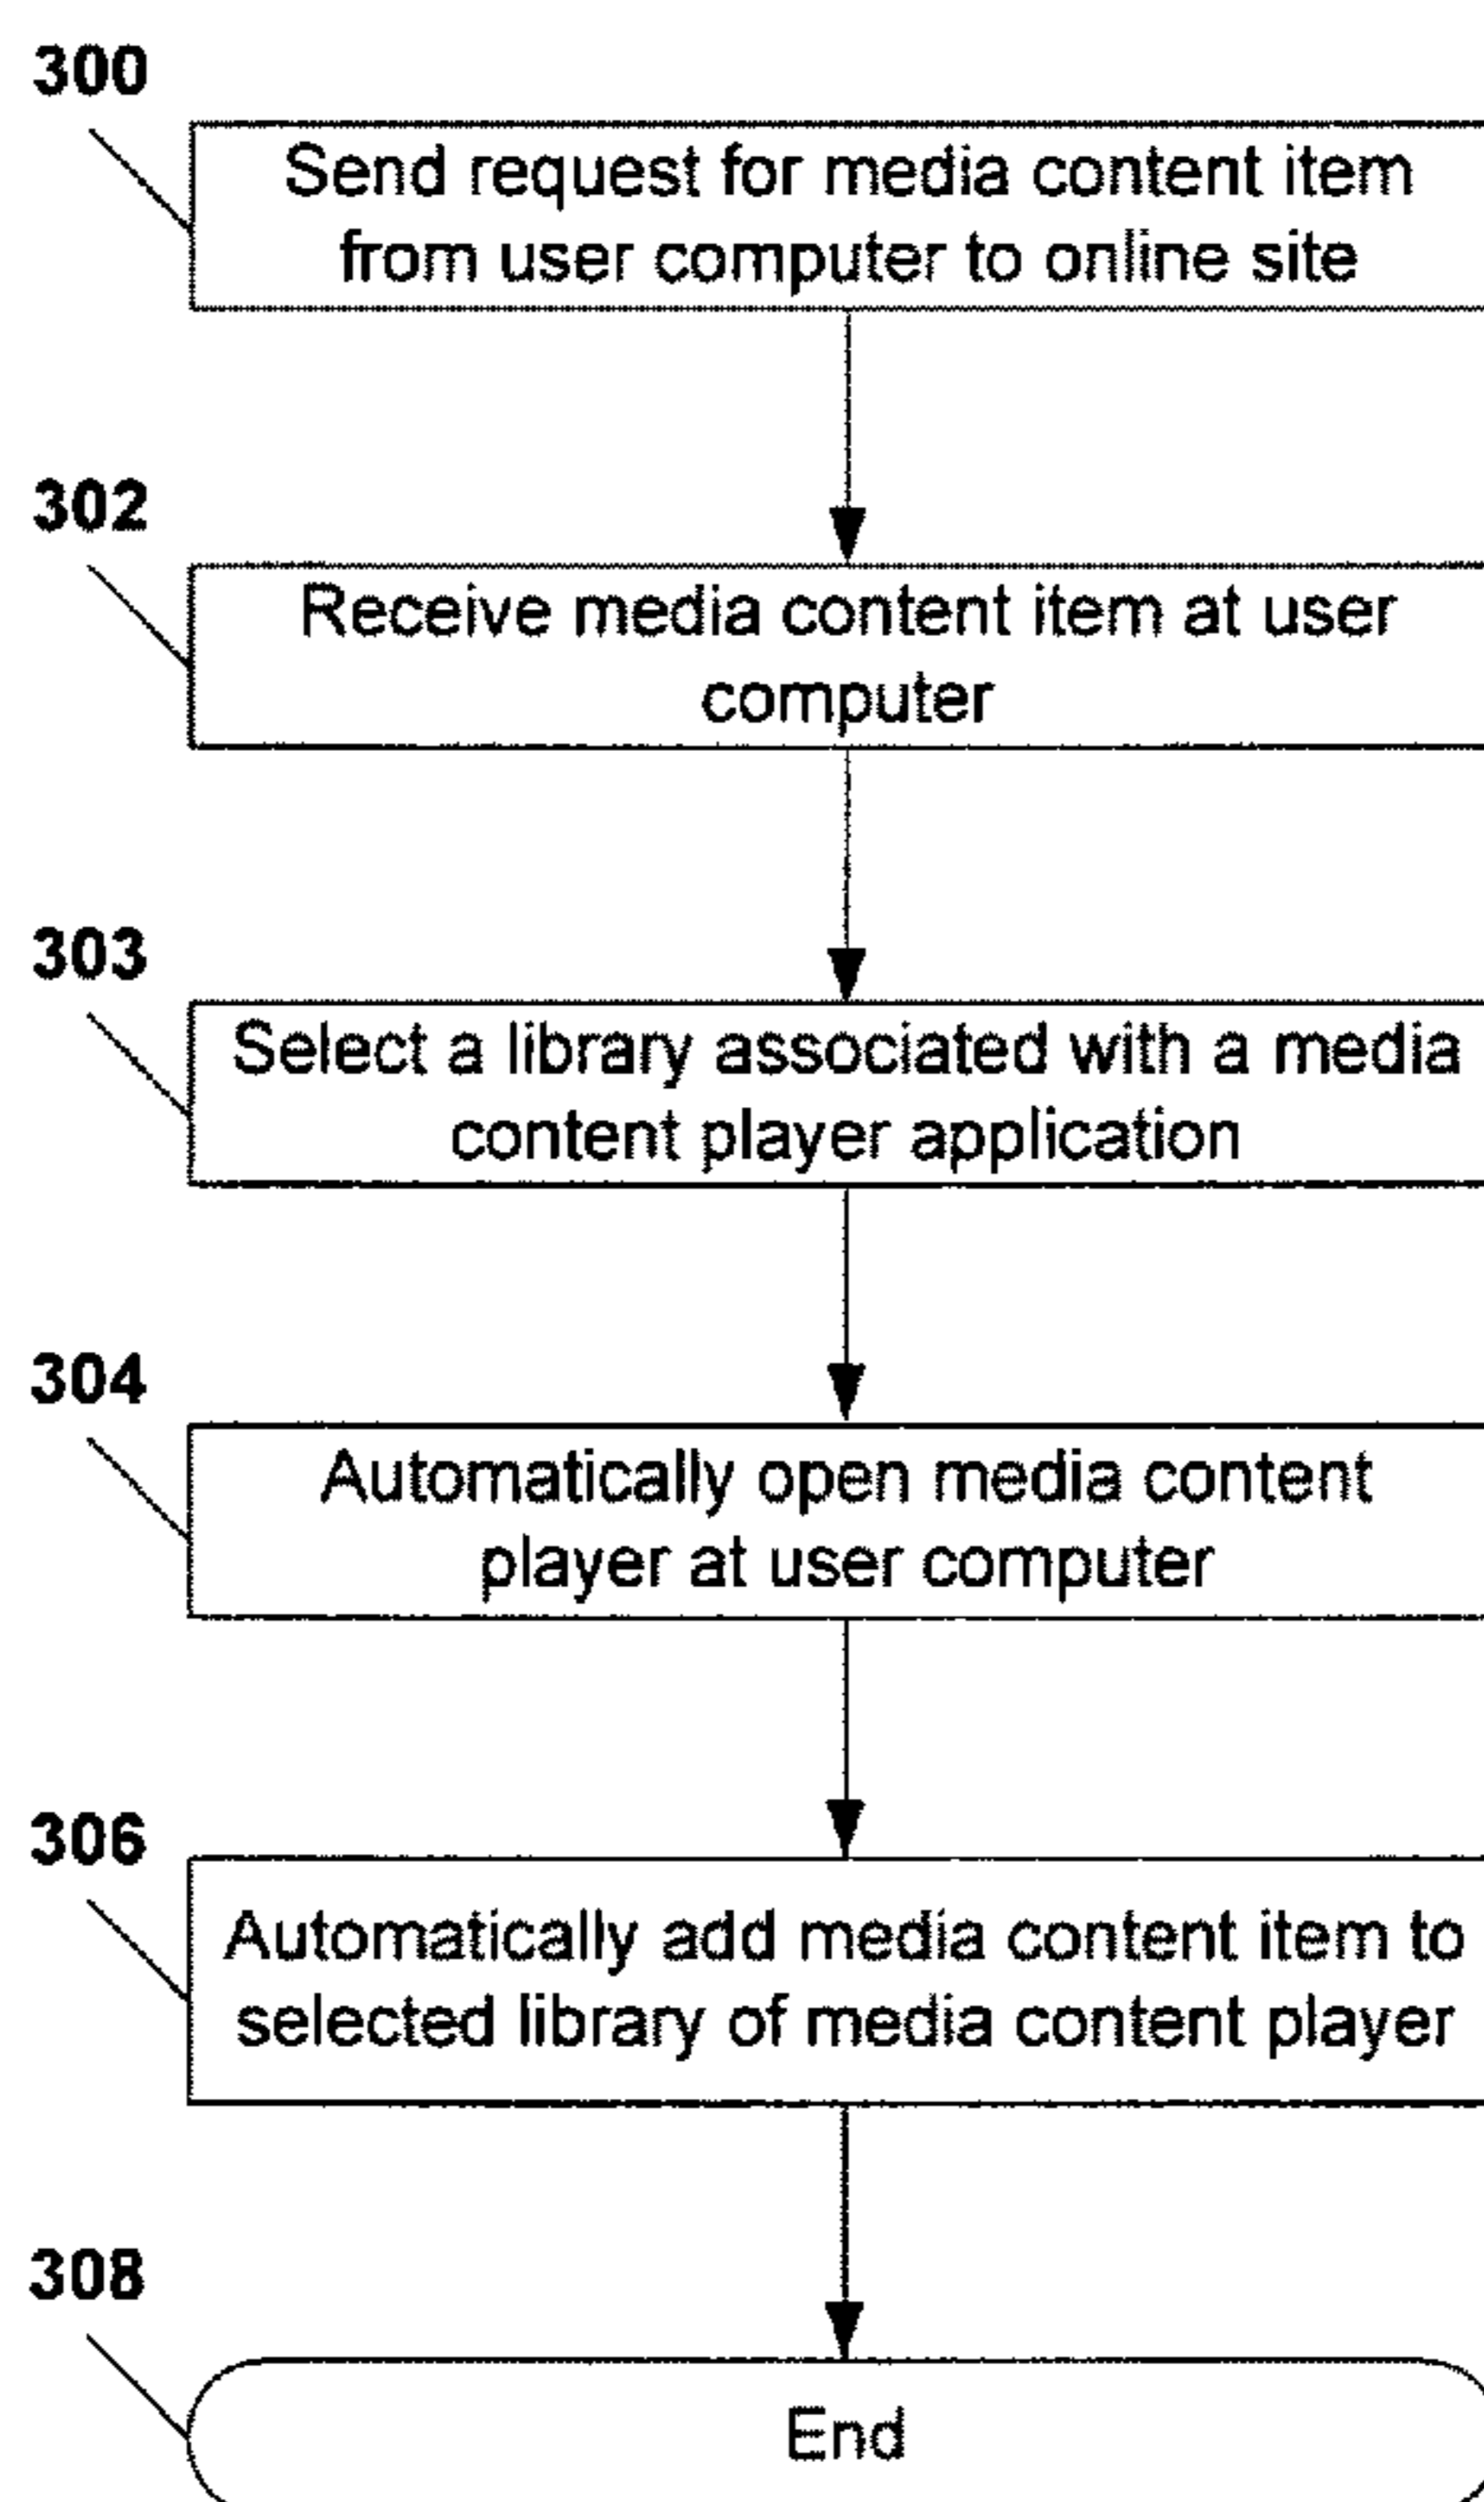 300
Send request for media content item
from user computer to online site
302
Receive media content item at user
computer
303
Select a library associated with a media
content player application
304
Automatically open media content
player at user computer
306
Automatically add media content item to
selected library of media content player
308
End